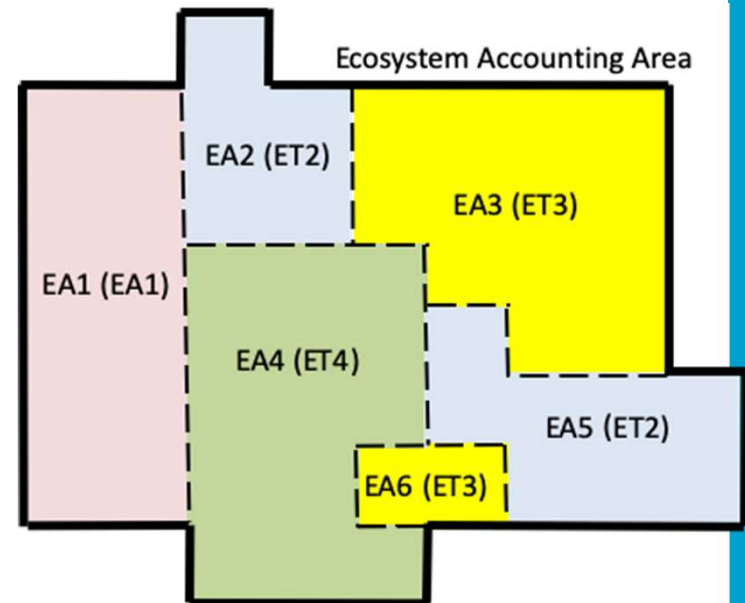 Ecosystem Accounting Area
EA2 (ET2)
EA3 (ET3)
EA1 (EA1)
EA4 (ET4)
EA5 (ET2)
EA6 (ET3)